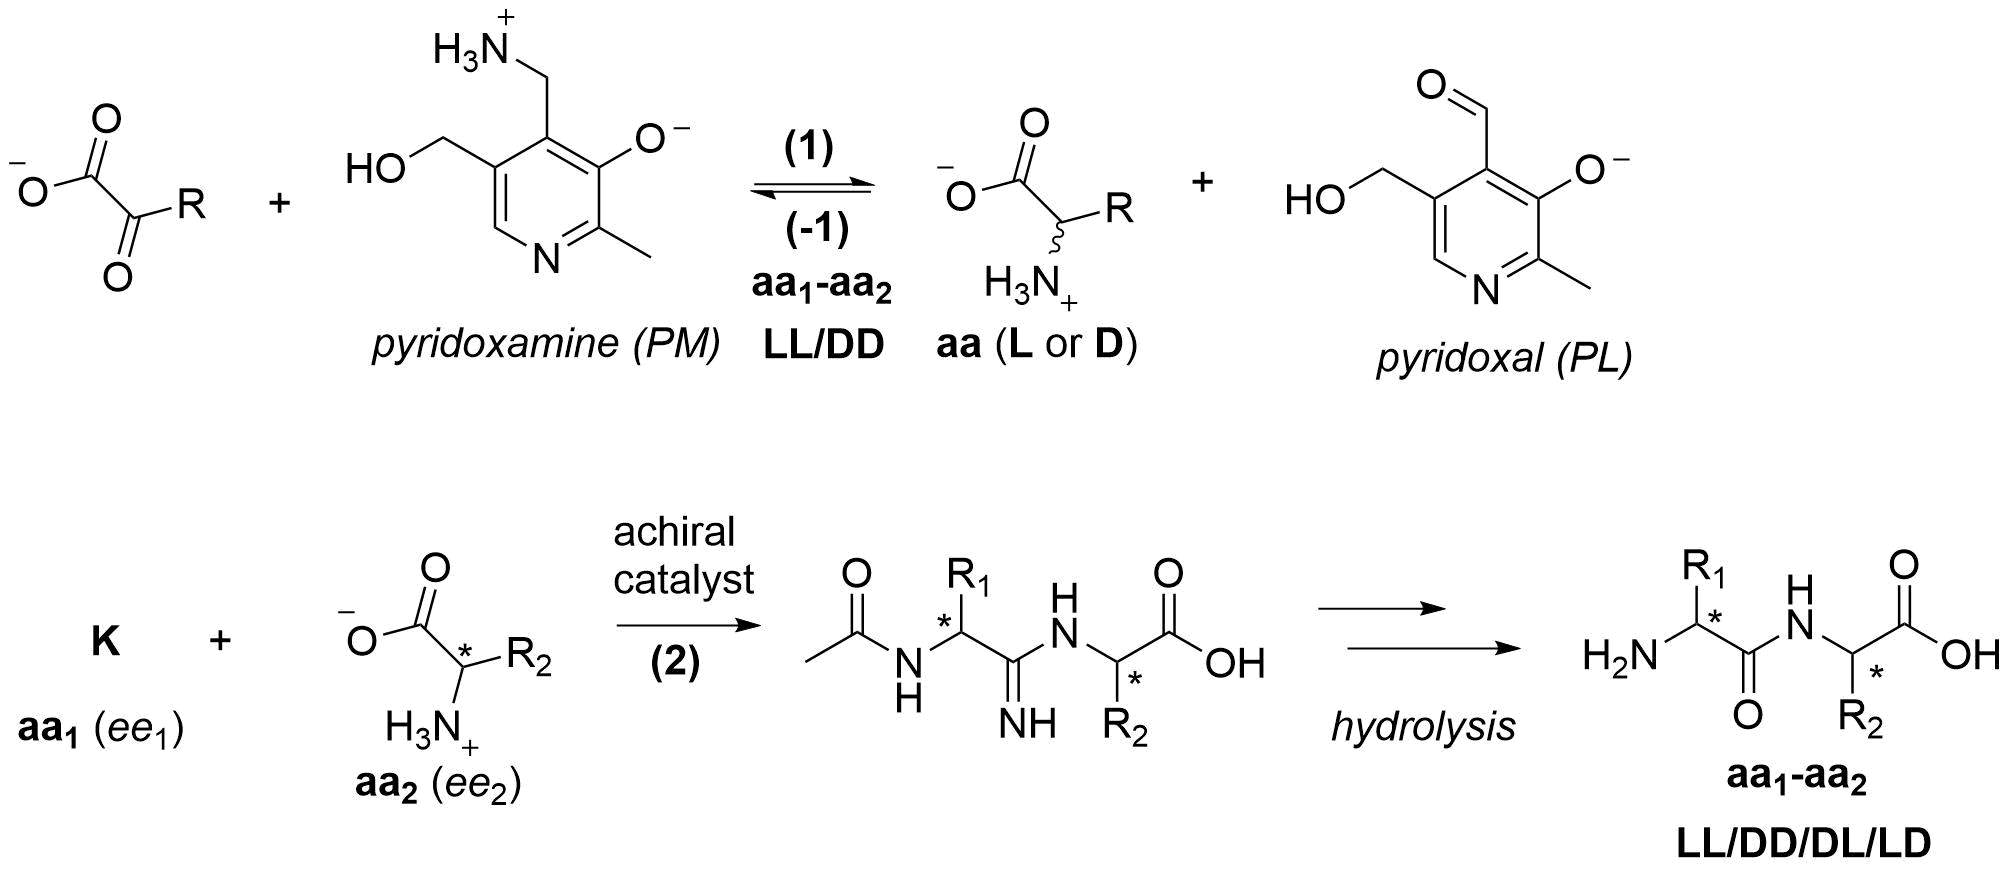 O
−O
O
R
+
H3N+
HO
O−
N
pyridoxamine (PM)
(1)
(-1)
aa1-aa2
LL/DD
O
−O
R
H3N+
aa (L or D)
+
O
HO
O−
N
pyridoxal (PL)
K
aa1 (ee1)
+
O
−O
* R2
H3N+
aa2 (ee2)
achiral
catalyst
(2)
O
R1
*
N
H
H
N
NH
*
R2
O
OH
hydrolysis
R1
*
H2N
O
H
N
*
R2
O
OH
aa1-aa2
LL/DD/DL/LD